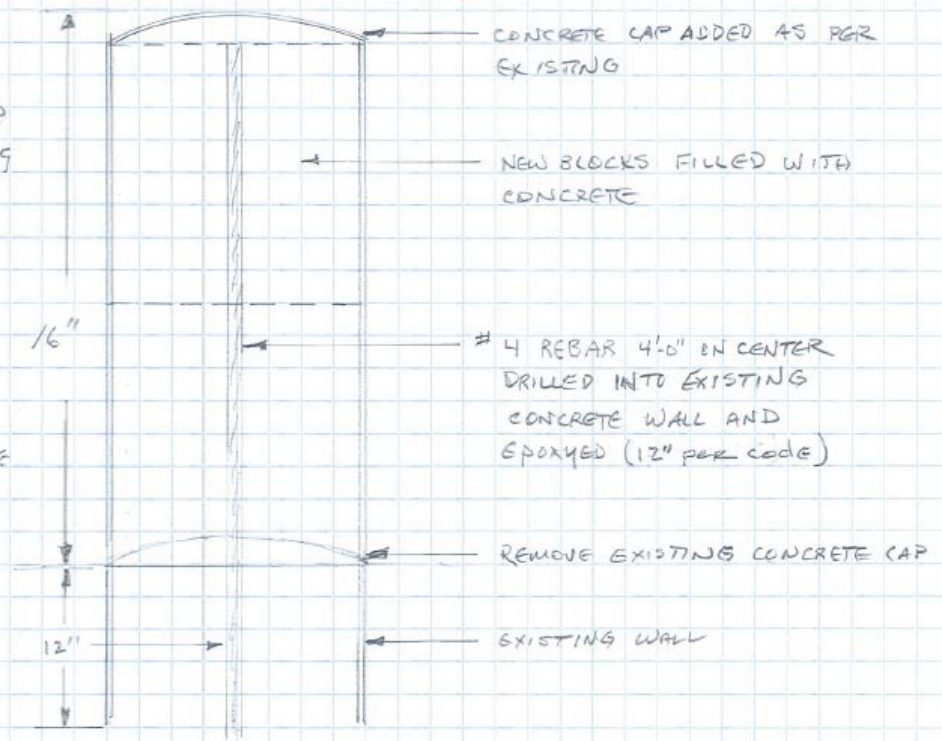 CONCRETE CAP ADDED AS PER
EXISTING
NEW BLOCKS FILLED WITH
CONCRETE
16"
# 4 REBAR 4'-0" ON CENTER
DRILLED INTO EXISTING
CONCRETE WALL AND
EPOXYED (12" per code)
REMOVE EXISTING CONCRETE CAP
12"
EXISTING WALL